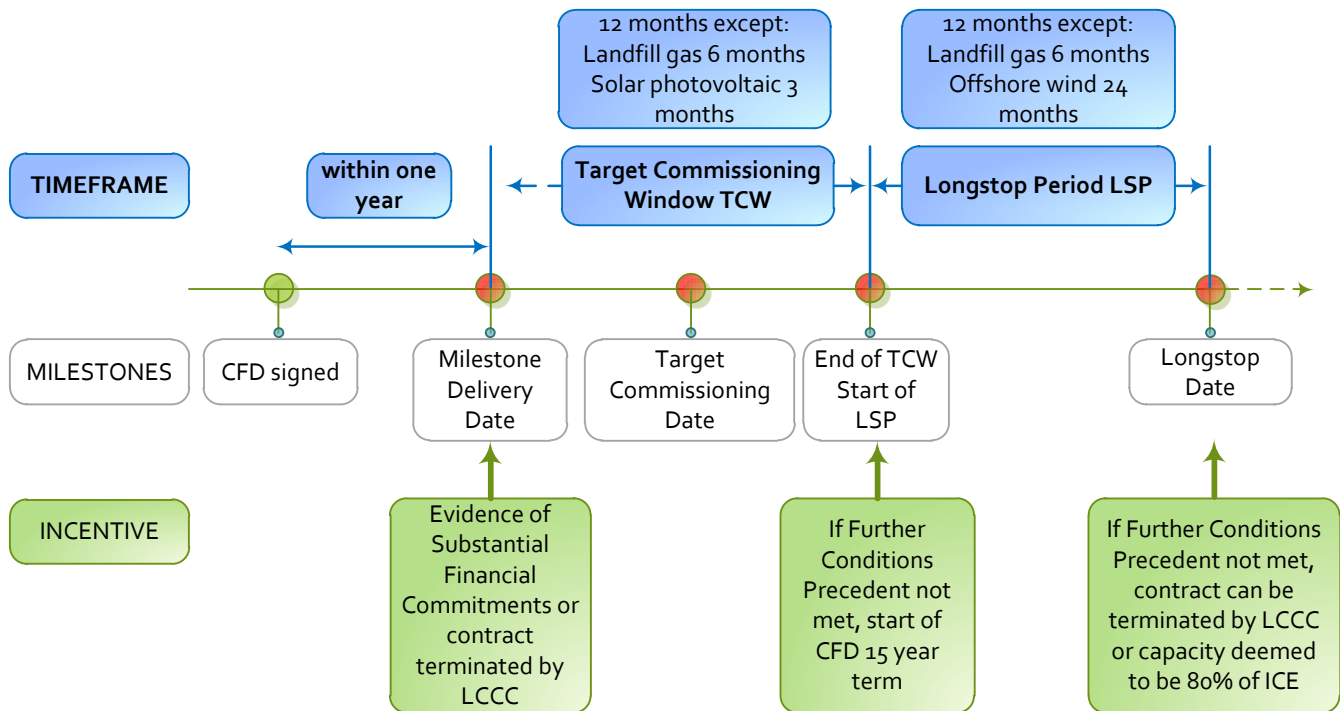 12 months except:
Landfill gas 6 months
Solar photovoltaic 3
months
12 months except:
Landfill gas 6 months
Offshore wind 24
months
TIMEFRAME
within one
year
Target Commissioning
Window TCW
Longstop Period LSP
MILESTONES
CFD signed
Milestone
Delivery
Date
Target
Commissioning
Date
End of TCW
Start of
LSP
Longstop
Date
INCENTIVE
Evidence of
Substantial
Financial
Commitments or
contract
terminated by
LCCC
If Further
Conditions
Precedent not
met, start of
CFD 15 year
term
If Further Conditions
Precedent not met,
contract can be
terminated by LCCC
or capacity deemed
to be 80% of ICE